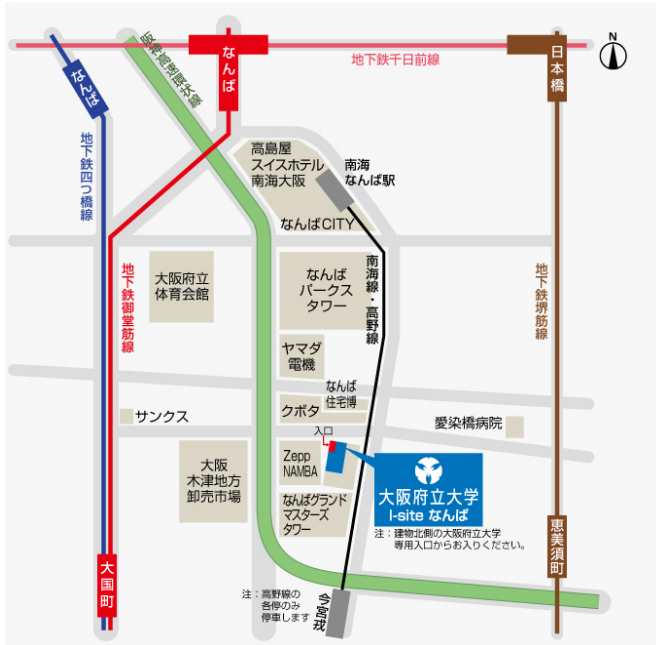 N
地下鉄千日前線
なんば
なんば
日本橋
阪神高速環状線
地下鉄四つ橋線
高島屋
スイスホテル
南海大阪
南海
なんば駅
なんばCITY
地下鉄御堂筋線
大阪府立
体育会館
なんば
パークス
タワー
南海線・高野線
地下鉄堺筋線
ヤマダ
電機
なんば
住宅博
クボタ
サンクス
愛染橋病院
入口
大阪
木津地方
卸売市場
Zepp
NAMBA
大阪府立大学
I-site なんば
なんばグランド
マスターズ
タワー
注：建物北側の大阪府立大学
専用入口からお入りください。
大国町
恵美須町
注：高野線の
各停のみ
停車します
今宮戎